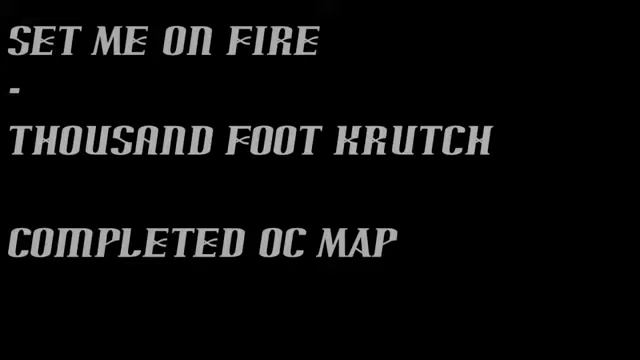 SET ME ON FIRE
-
THOUSAND FOOT KRUTCH
COMPLETED OC MAP